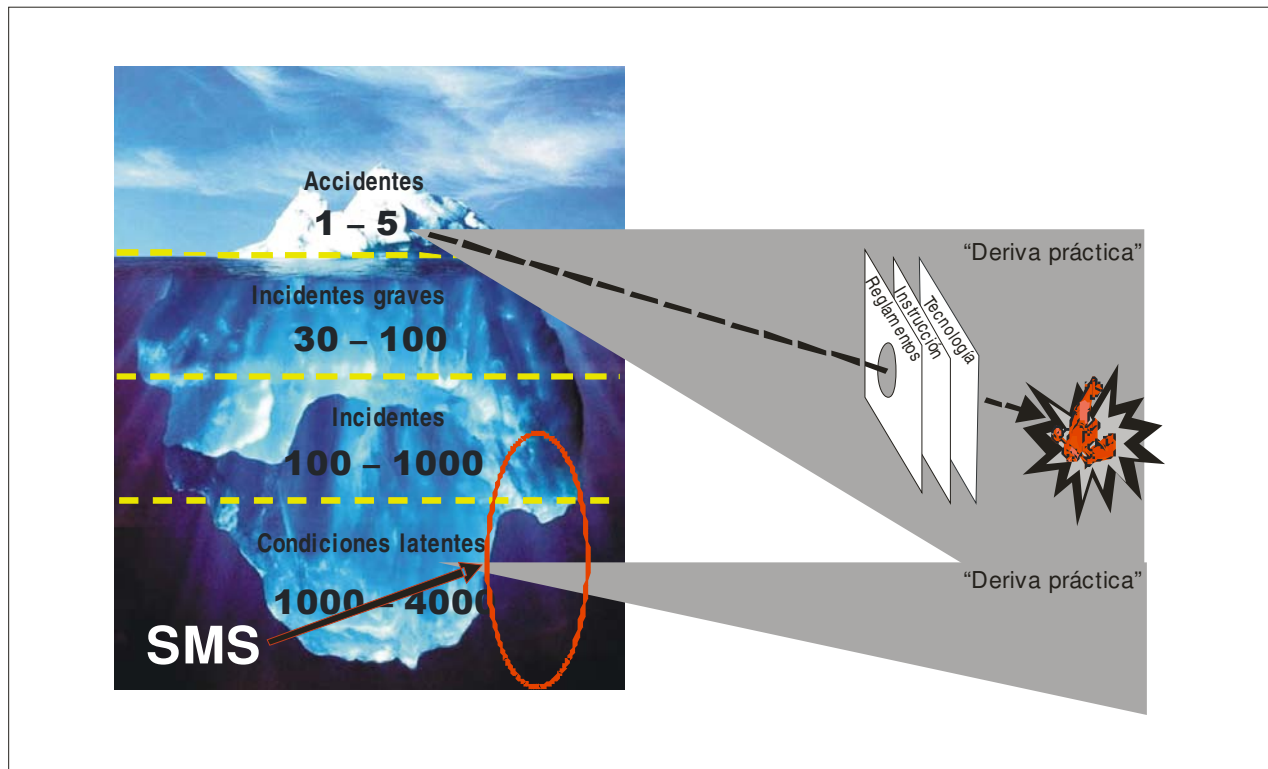 Accidentes
1 – 5
Incidentes graves
30 – 100
Incidentes
100 – 1000
Condiciones latentes
1000 – 4000
SMS
“Deriva práctica”
Reglamentos
Instrucción
Tecnologia
“Deriva práctica”